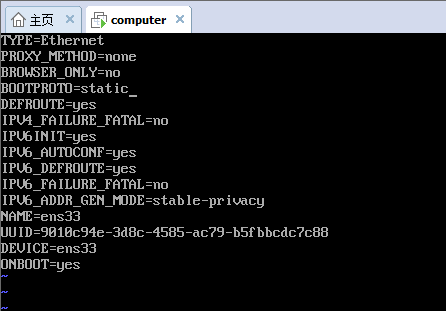 主页
computer
TYPE=Ethernet
PROXY_METHOD=none
BROWSER_ONLY=no
BOOTPROTO=static_
DEFROUTE=yes
IPV4_FAILURE_FATAL=no
IPV6INIT=yes
IPV6_AUTOCONF=yes
IPV6_DEFROUTE=yes
IPV6_FAILURE_FATAL=no
IPV6_ADDR_GEN_MODE=stable-privacy
NAME=ens33
UUID=9010c94e-3d8c-4585-ac79-b5fbbcdc7c88
DEVICE=ens33
ONBOOT=yes
~
~
~